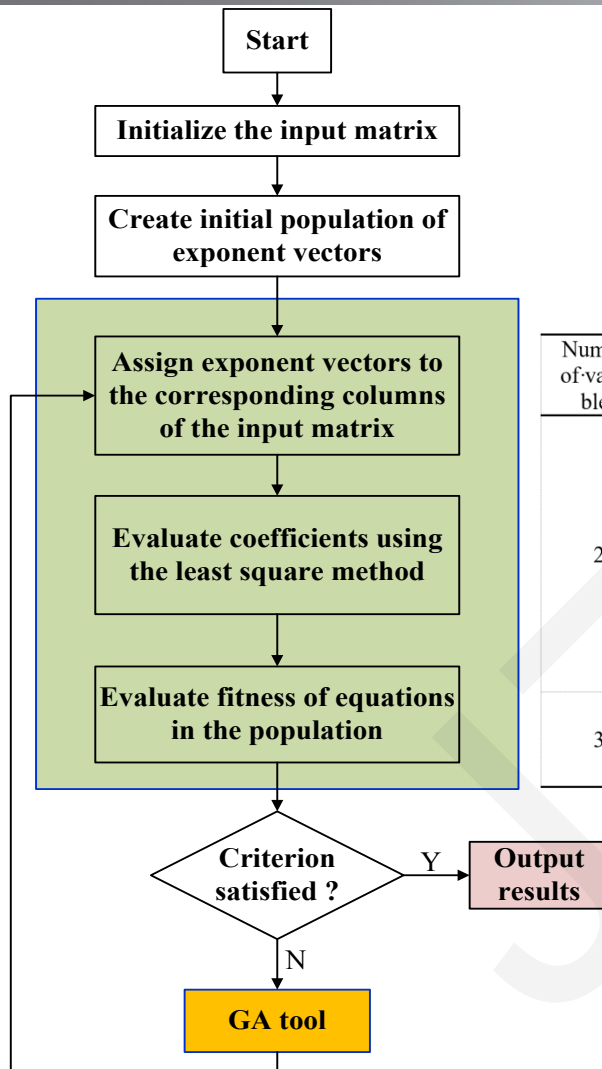 Start
Initialize the input matrix
Create initial population of
exponent vectors
Assign exponent vectors to
the corresponding columns
of the input matrix
Evaluate coefficients using
the least square method
Evaluate fitness of equations
in the population
Criterion
satisfied ?
Y
Output
results
N
GA tool
2
3